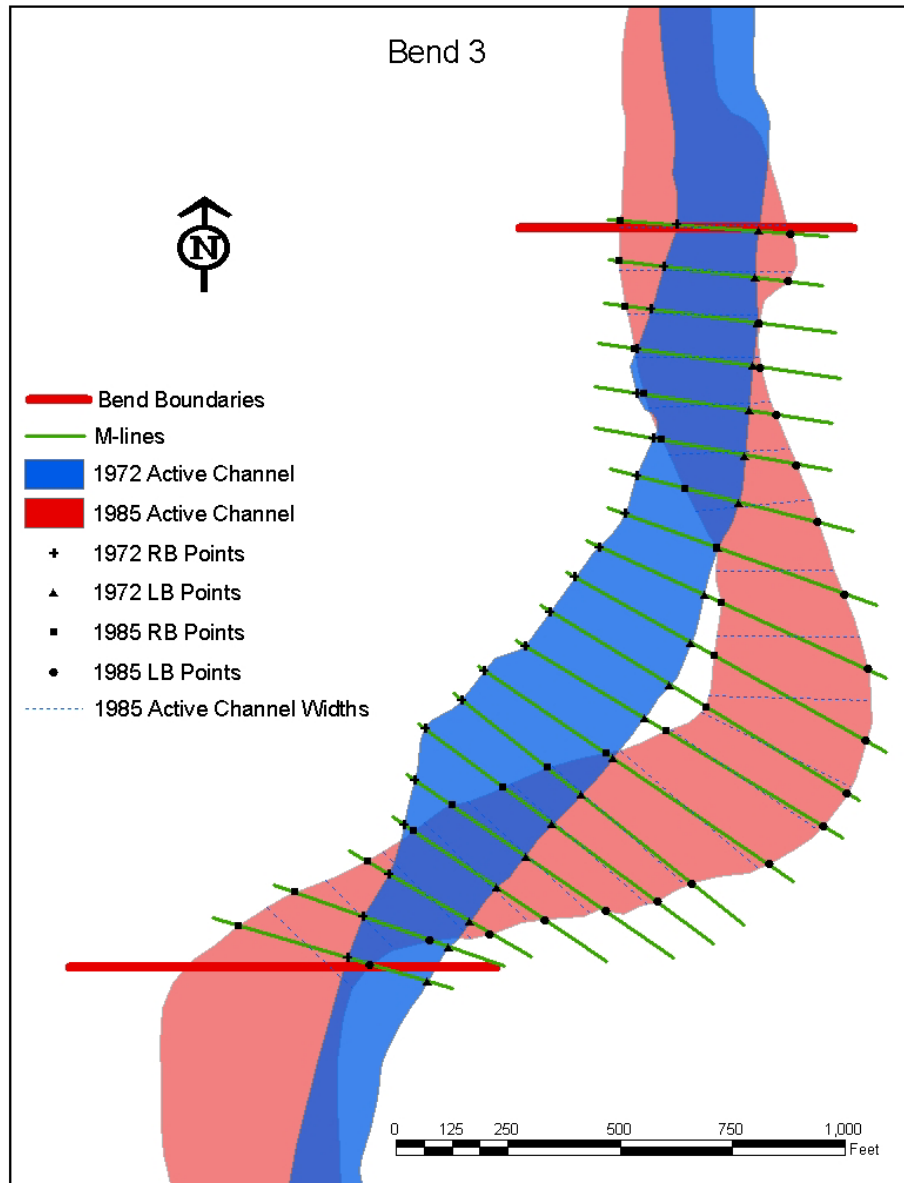 Bend 3
N
Bend Boundaries
M-lines
1972 Active Channel
1985 Active Channel
1972 RB Points
1972 LB Points
1985 RB Points
1985 LB Points
1985 Active Channel Widths
0 125 250 500 750 1,000
Feet